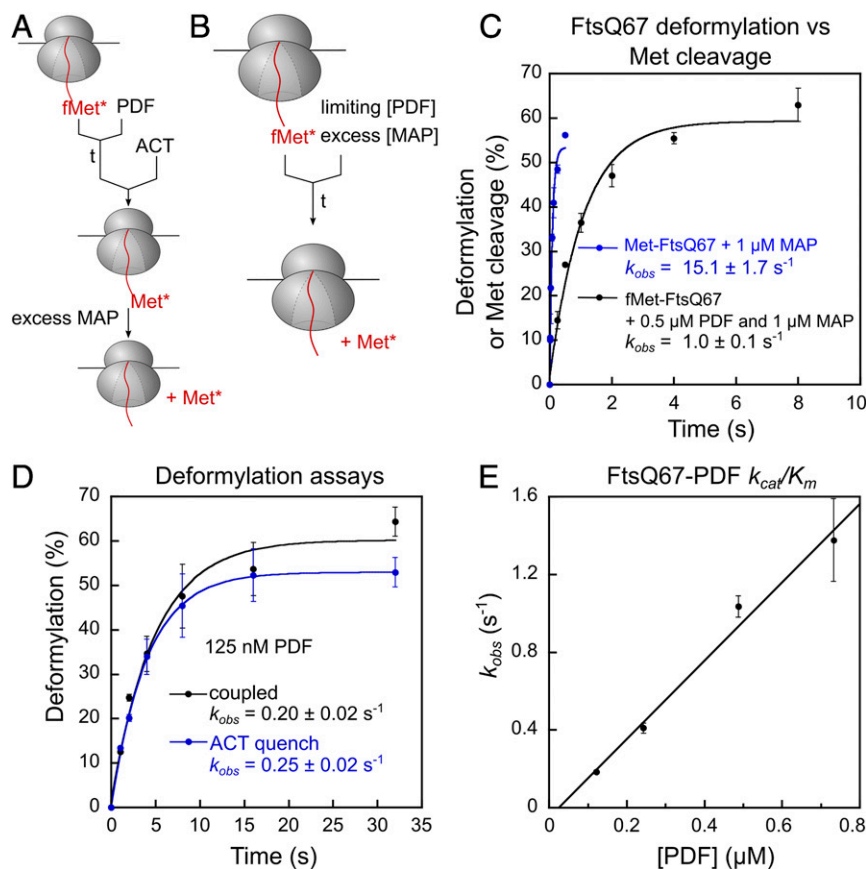 A
fMet*
PDF
t
ACT
Met*
excess MAP
+ Met*
B
limiting [PDF]
fMet* excess [MAP]
t
+ Met*
C
FtsQ67 deformylation vs
Met cleavage
Deformylation
or Met cleavage (%)
70
60
50
40
30
20
10
0
Met-FtsQ67 + 1 µM MAP
kobs = 15.1 ± 1.7 s-1
fMet-FtsQ67
+ 0.5 µM PDF and 1 µM MAP
kobs = 1.0 ± 0.1 s-1
0 2 4 6 8 10
Time (s)
D
Deformylation assays
Deformylation (%)
70
60
50
40
30
20
10
0
125 nM PDF
coupled
kobs = 0.20 ± 0.02 s-1
ACT quench
kobs = 0.25 ± 0.02 s-1
0 5 10 15 20 25 30 35
Time (s)
E
FtsQ67-PDF kcat/Km
kobs (s-1)
1.6
1.2
0.8
0.4
0
0 0.2 0.4 0.6 0.8
[PDF] (µM)